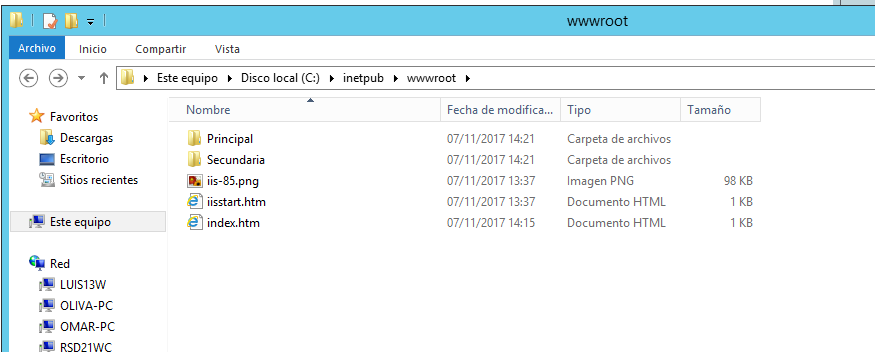 wwwroot
Archivo Inicio Compartir Vista
Este equipo Disco local (C:) inetpub wwwroot
Nombre Fecha de modifica... Tipo Tamaño
Favoritos
Descargas
Escritorio
Sitios recientes
Este equipo
Red
LUIS13W
OLIVA-PC
OMAR-PC
RSD21WC
Principal 07/11/2017 14:21 Carpeta de archivos
Secundaria 07/11/2017 14:21 Carpeta de archivos
iis-85.png 07/11/2017 13:37 Imagen PNG 98 KB
iisstart.htm 07/11/2017 13:37 Documento HTML 1 KB
index.htm 07/11/2017 14:15 Documento HTML 1 KB